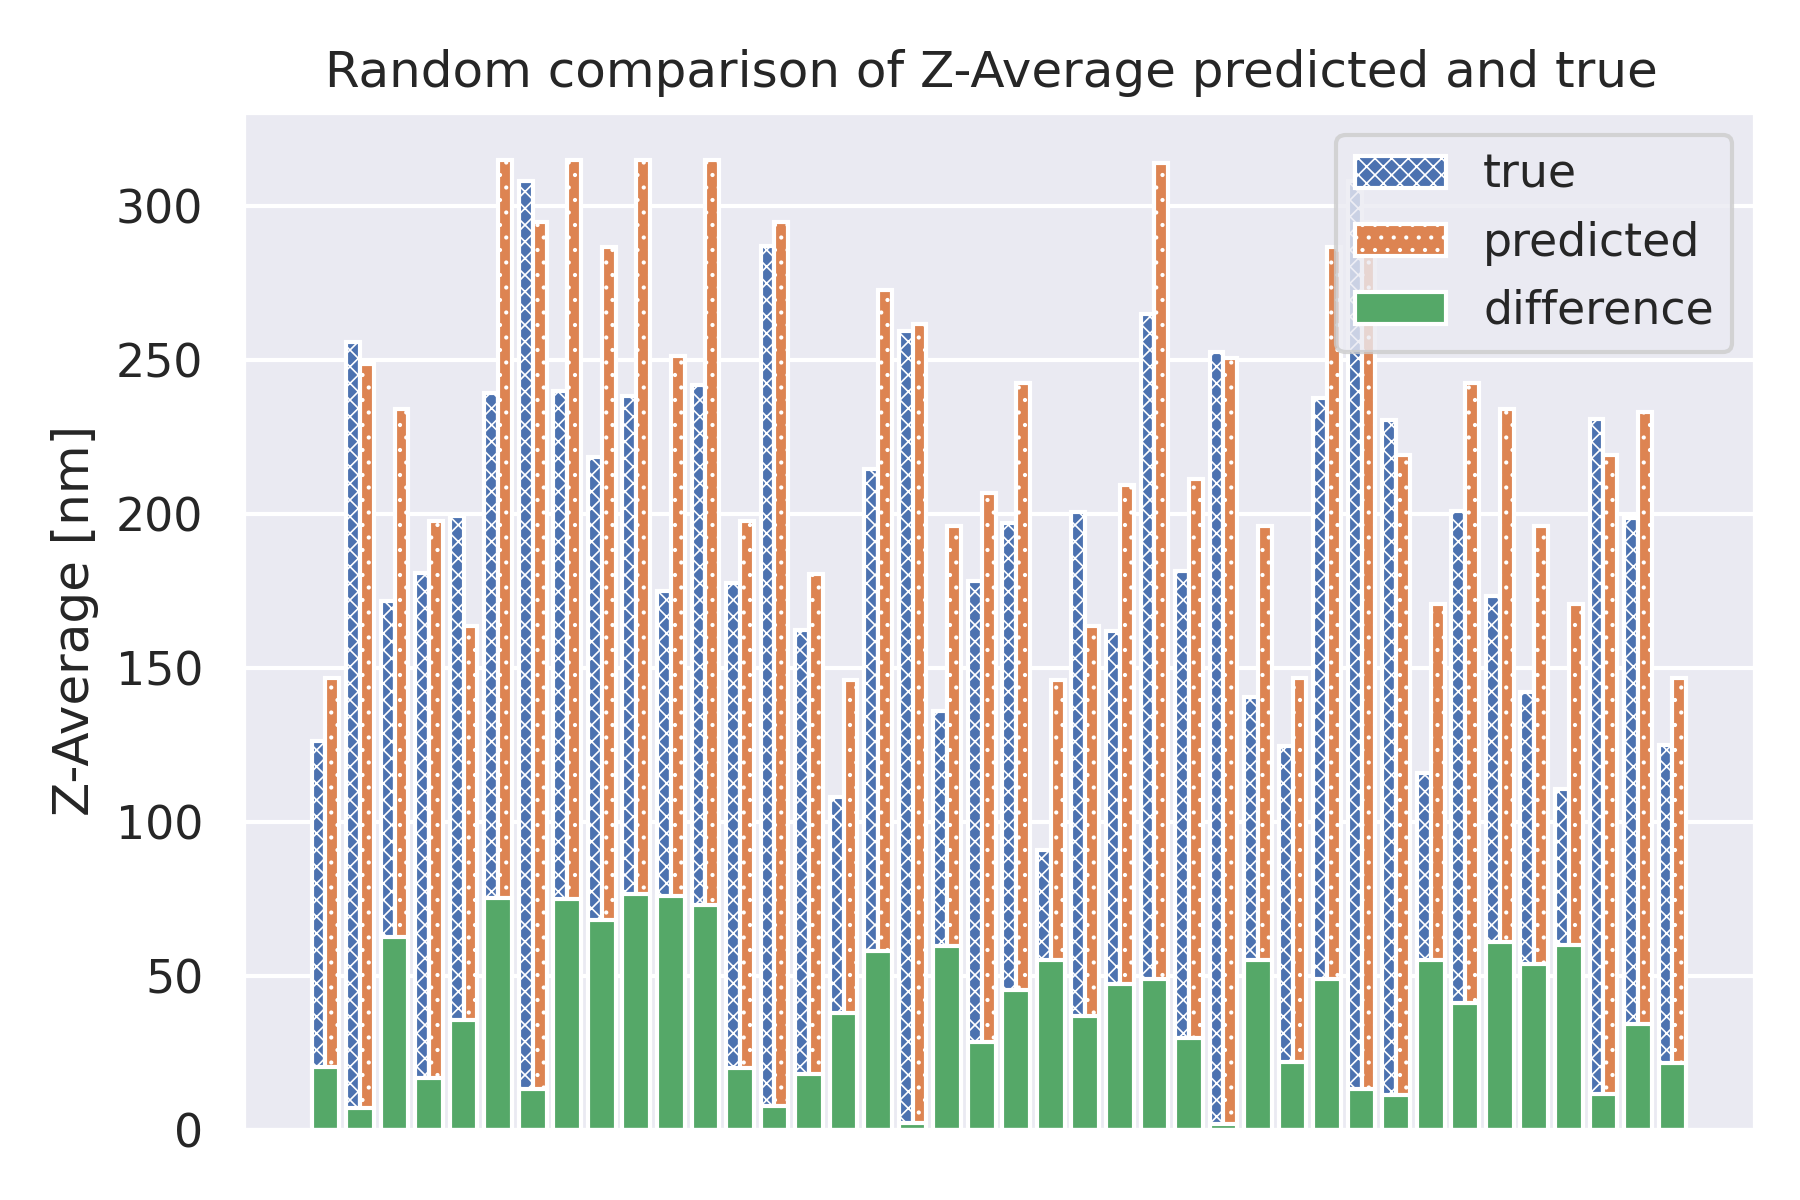 Random comparison of Z-Average predicted and true
true
predicted
difference
Z-Average [nm]
300
250
200
150
100
50
0